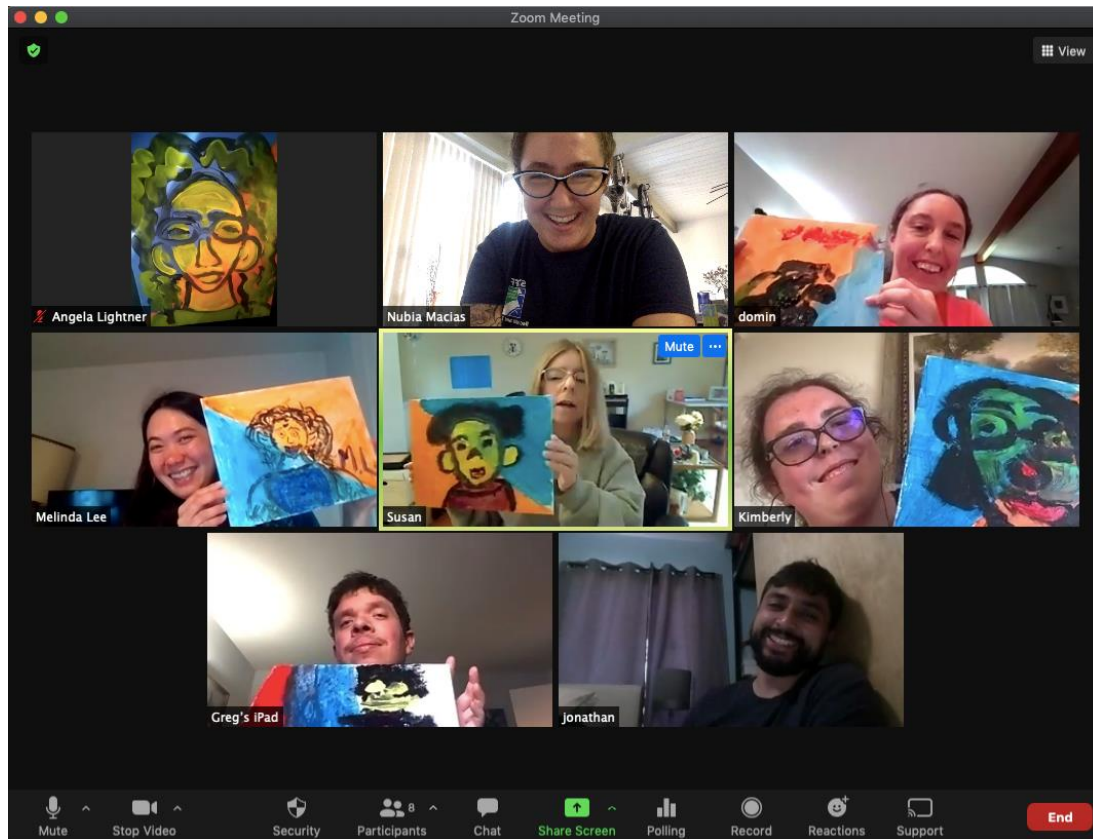 Zoom Meeting
View
Angela Lightner
Nubia Macias
domin
Melinda Lee
Mute
Susan
Kimberly
Greg's iPad
jonathan
Mute
Stop Video
Security
Participants
8
Chat
Share Screen
Polling
Record
Reactions
Support
End